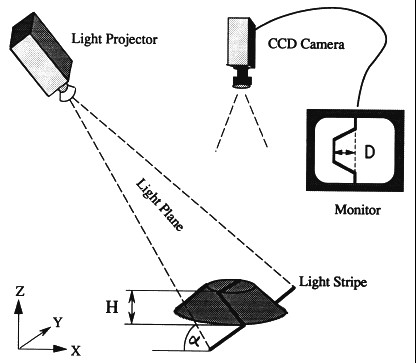 Light Projector
CCD Camera
D
Light Plane
Monitor
Light Stripe
Z
H
Y
α
X